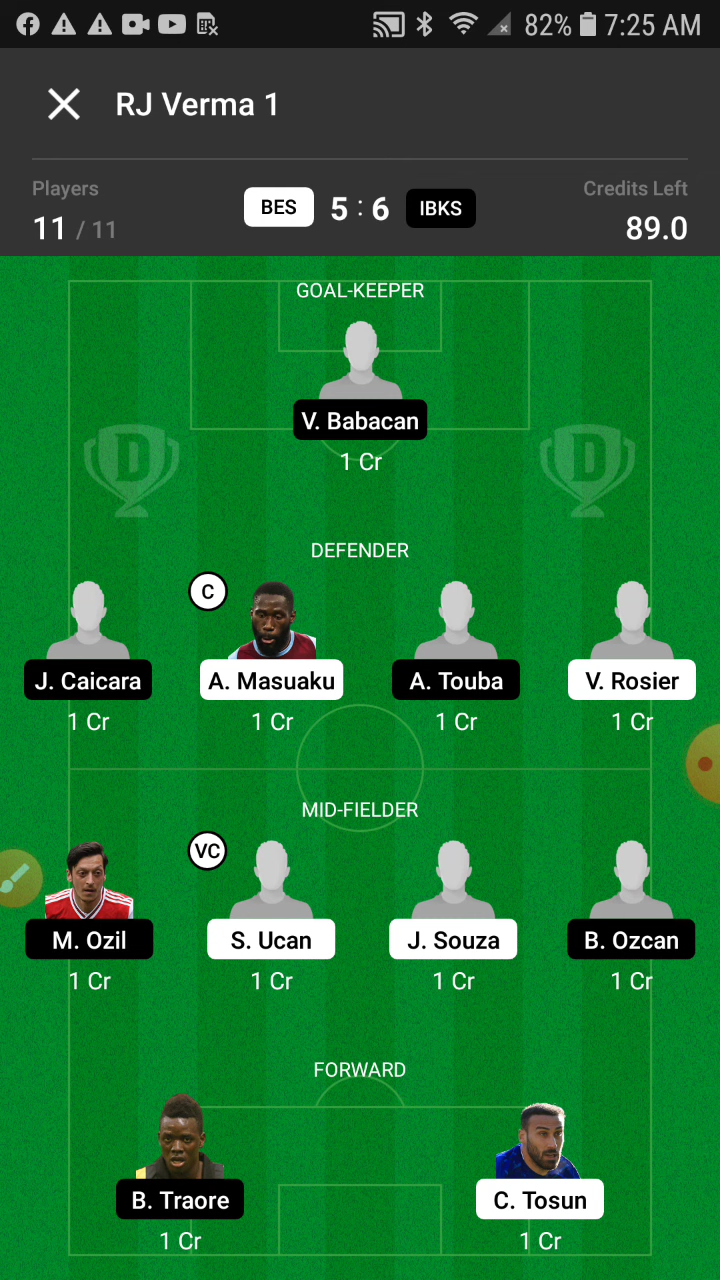 82% 7:25 AM
RJ Verma 1
Players
Credits Left
11 / 11
BES 5 : 6 IBKS
89.0
GOAL-KEEPER
V. Babacan
1 Cr
D D
DEFENDER
C
J. Caicara A. Masuaku A. Touba V. Rosier
1 Cr 1 Cr 1 Cr 1 Cr
MID-FIELDER
VC
M. Ozil S. Ucan J. Souza B. Ozcan
1 Cr 1 Cr 1 Cr 1 Cr
FORWARD
B. Traore C. Tosun
1 Cr 1 Cr